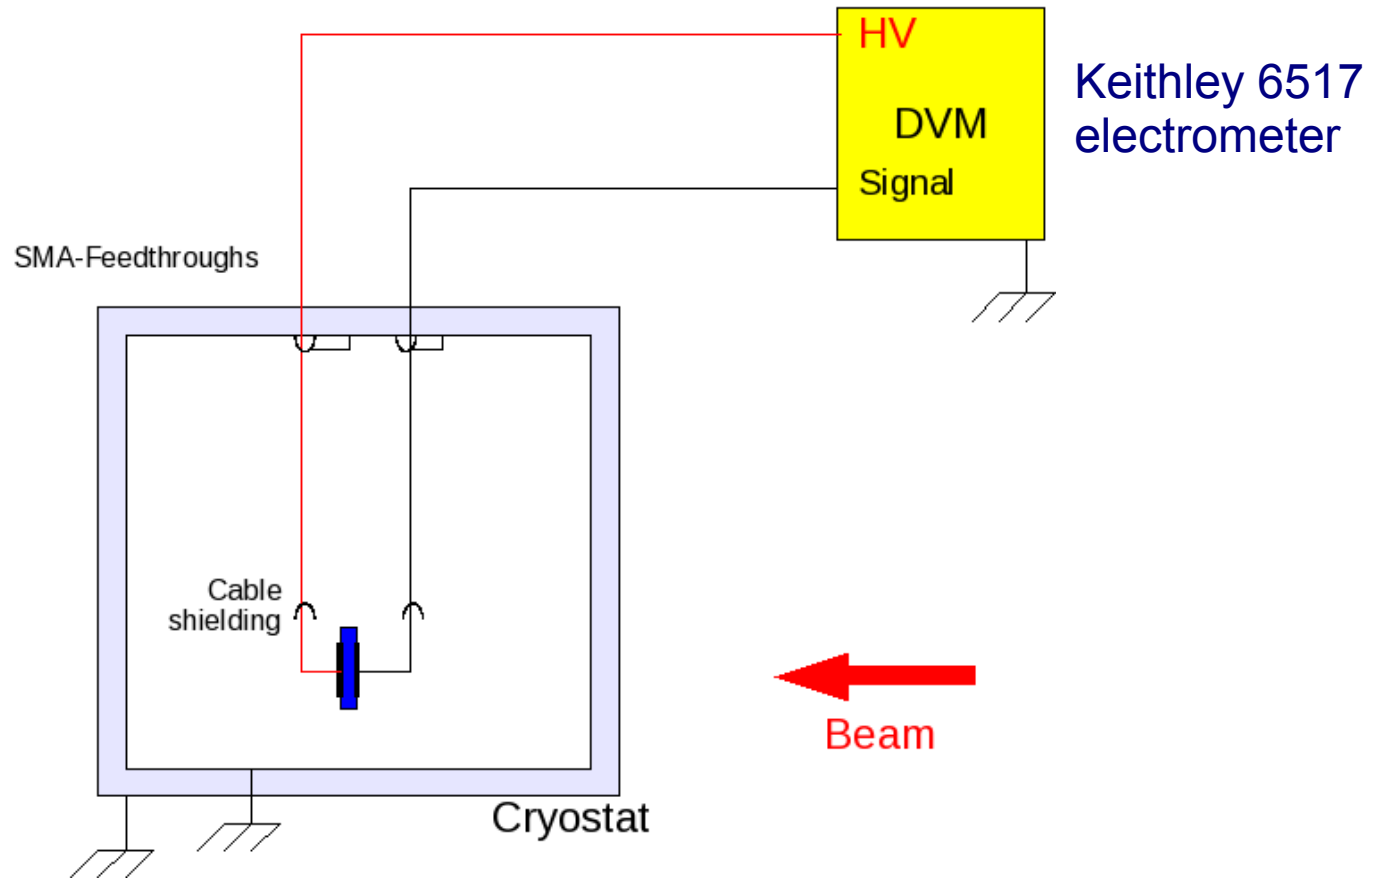 HV
DVM
Signal
Keithley 6517
electrometer
SMA-Feedthroughs
Cable
shielding
Beam
Cryostat